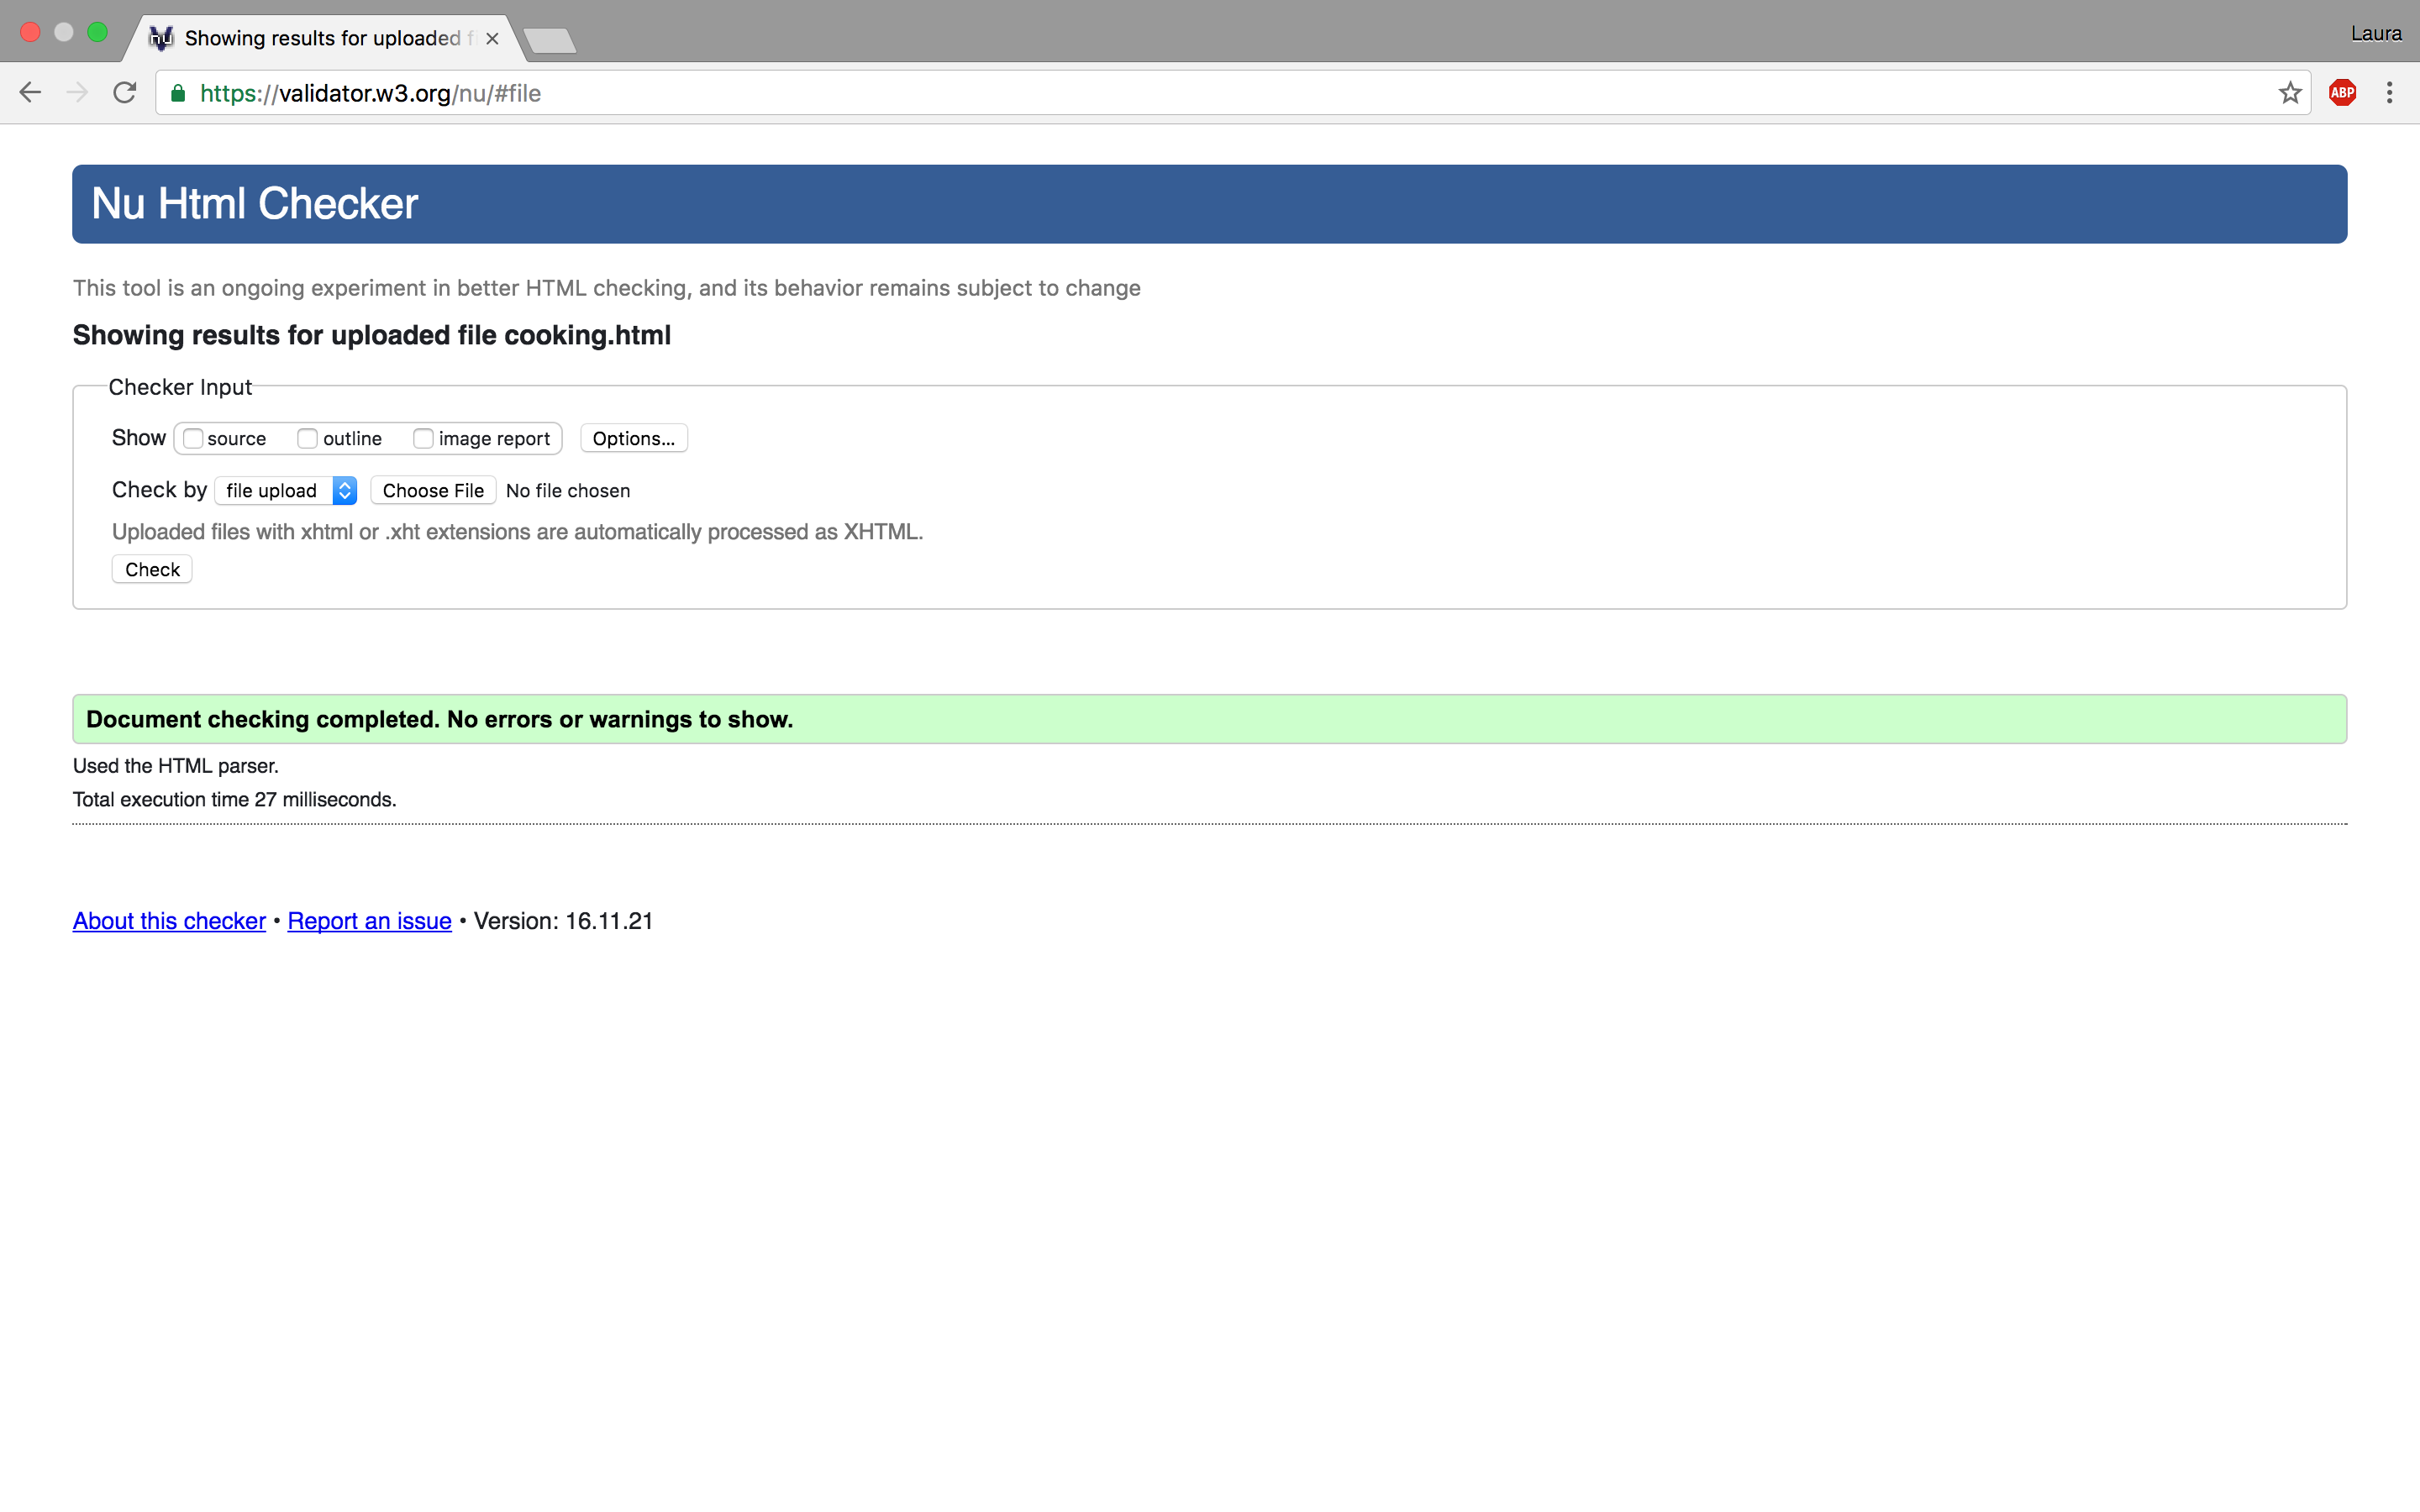 nu Showing results for uploaded f
Laura
https://validator.w3.org/nu/#file
ABP
Nu Html Checker
This tool is an ongoing experiment in better HTML checking, and its behavior remains subject to change
Showing results for uploaded file cooking.html
Checker Input
Show source outline image report Options...
Check by file upload Choose File No file chosen
Uploaded files with xhtml or .xht extensions are automatically processed as XHTML.
Check
Document checking completed. No errors or warnings to show.
Used the HTML parser.
Total execution time 27 milliseconds.
About this checker • Report an issue • Version: 16.11.21